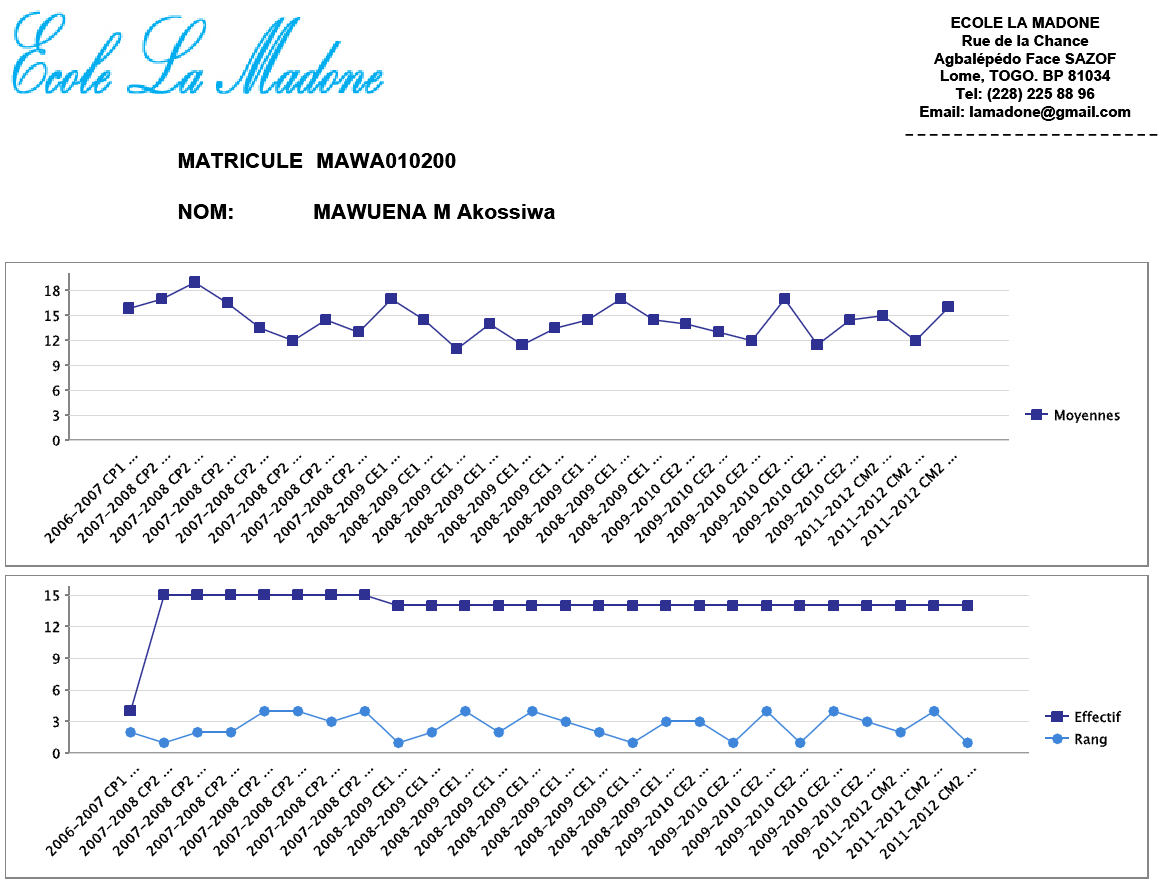 Ecole La Madone
ECOLE LA MADONE
Rue de la Chance
Agbalépédo Face SAZOF
Lome, TOGO. BP 81034
Tel: (228) 225 88 96
Email: lamadone@gmail.com
MATRICULE MAWA010200
NOM: MAWUENA M Akossiwa
18
15
12
9
6
3
0
2006-2007 CP1 ...
2007-2008 CP2 ...
2007-2008 CP2 ...
2007-2008 CP2 ...
2007-2008 CP2 ...
2007-2008 CP2 ...
2007-2008 CP2 ...
2007-2008 CP2 ...
2008-2009 CE1 ...
2008-2009 CE1 ...
2008-2009 CE1 ...
2008-2009 CE1 ...
2008-2009 CE1 ...
2008-2009 CE1 ...
2008-2009 CE1 ...
2008-2009 CE1 ...
2008-2009 CE1 ...
2009-2010 CE2 ...
2009-2010 CE2 ...
2009-2010 CE2 ...
2009-2010 CE2 ...
2009-2010 CE2 ...
2009-2010 CE2 ...
2011-2012 CM2 ...
2011-2012 CM2 ...
2011-2012 CM2 ...
Moyennes
15
12
9
6
3
0
2006-2007 CP1 ...
2007-2008 CP2 ...
2007-2008 CP2 ...
2007-2008 CP2 ...
2007-2008 CP2 ...
2007-2008 CP2 ...
2007-2008 CP2 ...
2007-2008 CP2 ...
2008-2009 CE1 ...
2008-2009 CE1 ...
2008-2009 CE1 ...
2008-2009 CE1 ...
2008-2009 CE1 ...
2008-2009 CE1 ...
2008-2009 CE1 ...
2008-2009 CE1 ...
2008-2009 CE1 ...
2009-2010 CE2 ...
2009-2010 CE2 ...
2009-2010 CE2 ...
2009-2010 CE2 ...
2009-2010 CE2 ...
2009-2010 CE2 ...
2011-2012 CM2 ...
2011-2012 CM2 ...
2011-2012 CM2 ...
Effectif
Rang